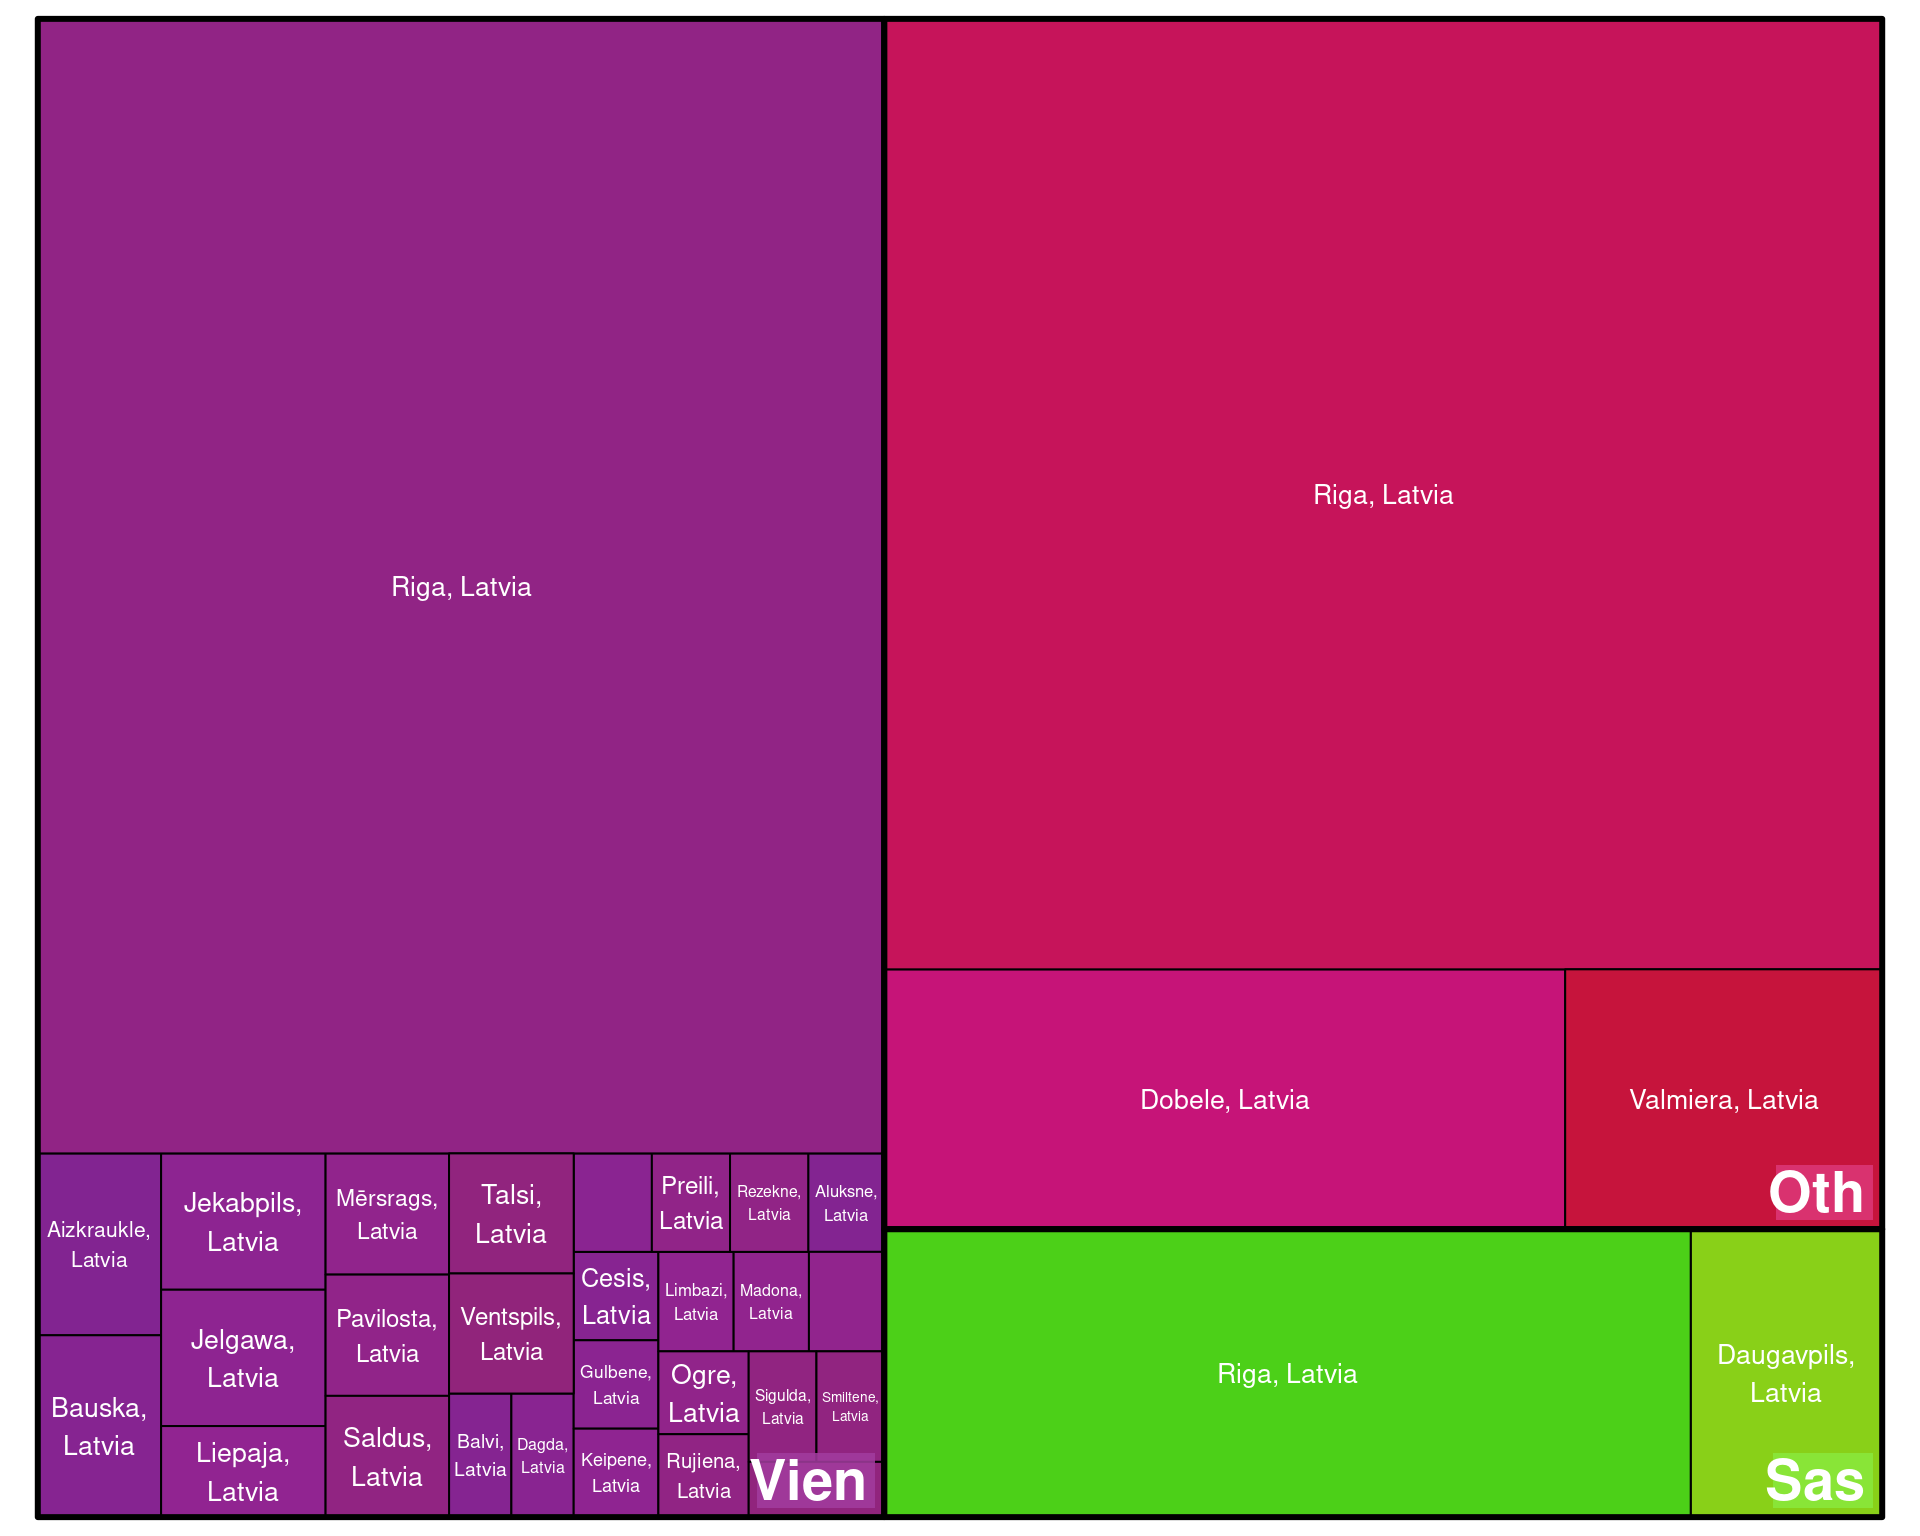 Riga, Latvia
Aizkraukle,
Latvia
Bauska,
Latvia
Jekabpils,
Latvia
Jelgawa,
Latvia
Liepaja,
Latvia
Mērsrags,
Latvia
Pavilosta,
Latvia
Saldus,
Latvia
Talsi,
Latvia
Ventspils,
Latvia
Balvi,
Latvia
Dagda,
Latvia
Cesis,
Latvia
Gulbene,
Latvia
Keipene,
Latvia
Preili,
Latvia
Rezekne,
Latvia
Aluksne,
Latvia
Limbazi,
Latvia
Madona,
Latvia
Ogre,
Latvia
Rujiena,
Latvia
Sigulda,
Latvia
Smiltene,
Latvia
Vien
Riga, Latvia
Dobele, Latvia
Valmiera, Latvia
Oth
Riga, Latvia
Daugavpils,
Latvia
Sas